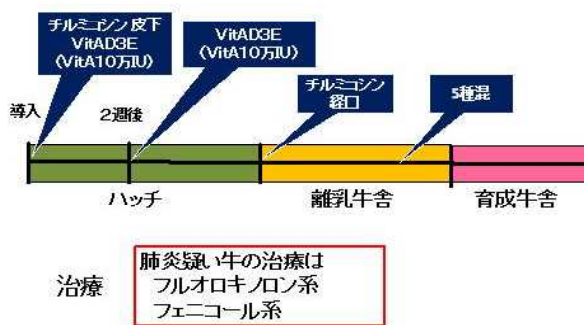 チルミコシン 皮下
VitAD3E
(VitA10万IU)
VitAD3E
(VitA10万IU)
チルミコシン
経口
5種混
導入
2週後
ハッチ
離乳牛舎
育成牛舎
治療
肺炎疑い牛の治療は
フルオロキノロン系
フェニコール系